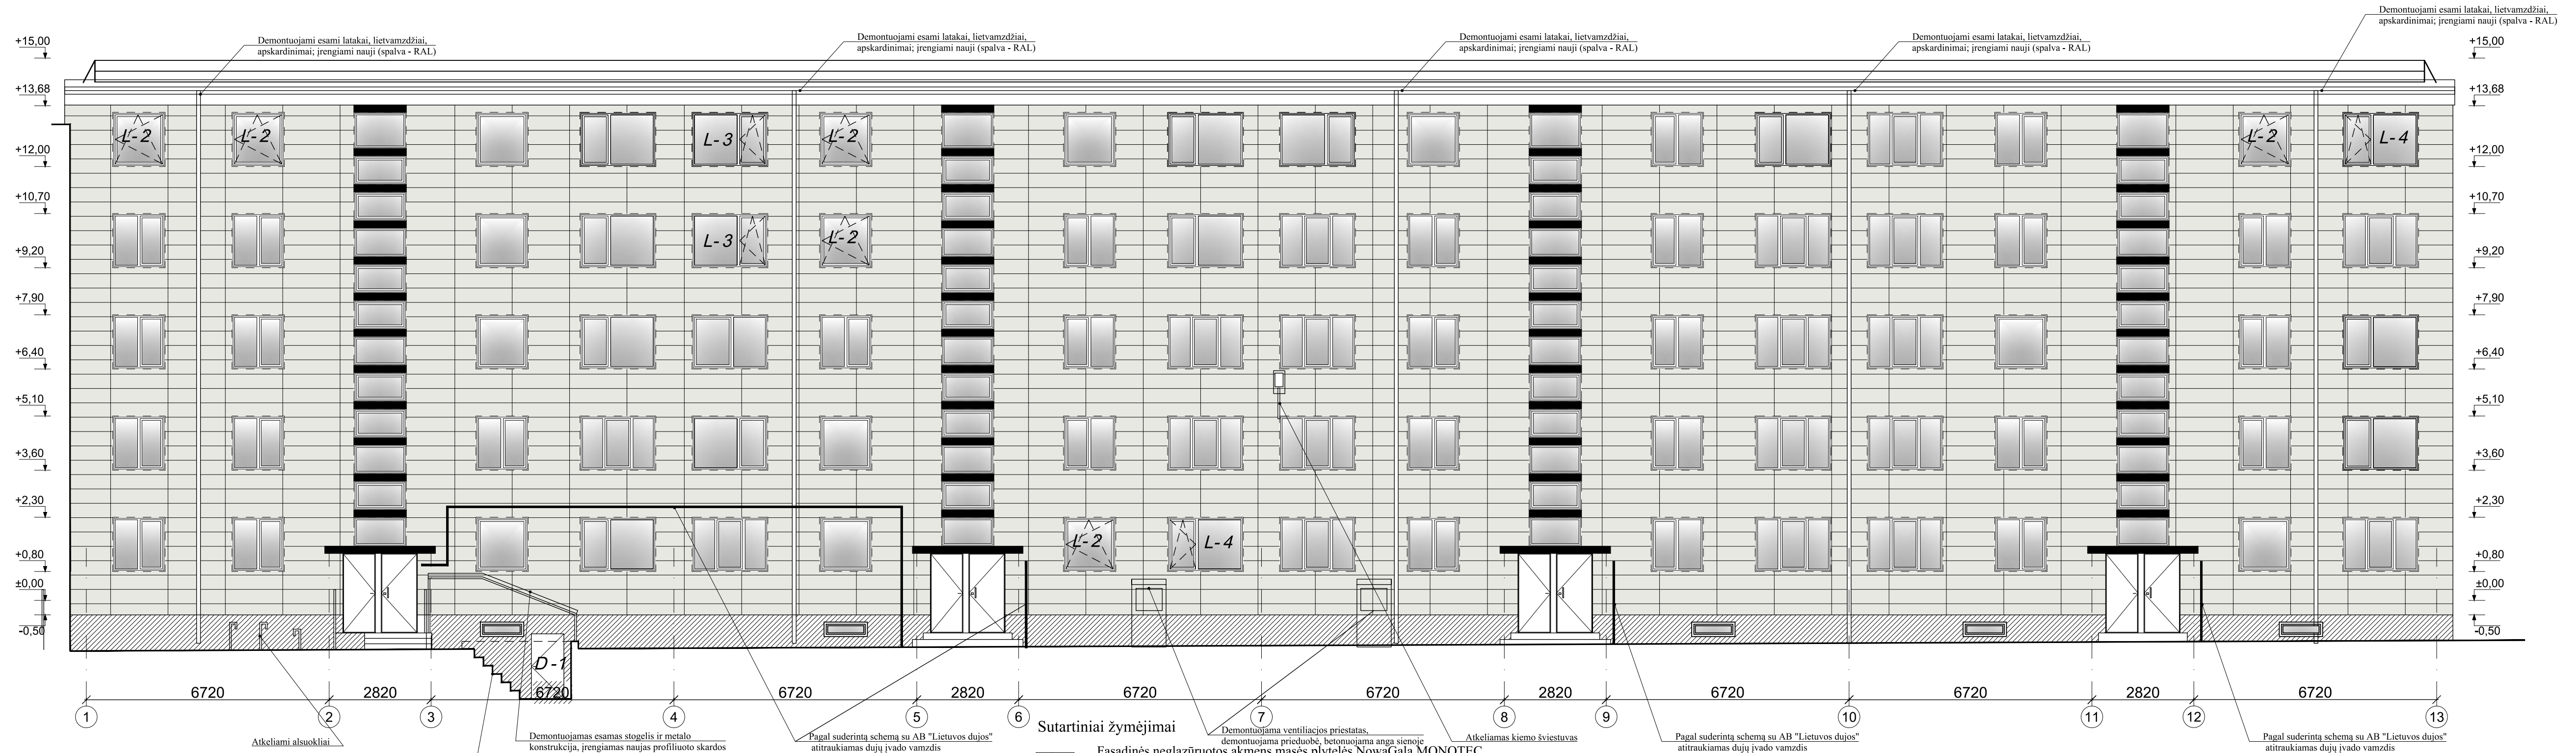 Demontuojami esami latakai, lietvamzdžiai,
apskardinimai; įrengiami nauji (spalva - RAL)
Demontuojami esami latakai, lietvamzdžiai,
apskardinimai; įrengiami nauji (spalva - RAL)
Demontuojami esami latakai, lietvamzdžiai,
apskardinimai; įrengiami nauji (spalva - RAL)
Demontuojami esami latakai, lietvamzdžiai,
apskardinimai; įrengiami nauji (spalva - RAL)
Demontuojami esami latakai, lietvamzdžiai,
apskardinimai; įrengiami nauji (spalva - RAL)
+15,00
+13,68
+12,00
+10,70
+9,20
+7,90
+6,40
+5,10
+3,60
+2,30
+0,80
±0,00
-0,50
L-2
L-2
L-3
L-2
L-2
L-4
L-3
L-2
L-2
L-4
D-1
+15,00
+13,68
+12,00
+10,70
+9,20
+7,90
+6,40
+5,10
+3,60
+2,30
+0,80
±0,00
-0,50
6720
2820
6720
6720
2820
6720
6720
2820
6720
6720
2820
6720
1
2
3
4
5
6
7
8
9
10
11
12
13
Atkeliami alsuokliai
Demontuojamas esamas stogelis ir metalo
konstrukcija, įrengiamas naujas profiliuoto skardos
Pagal suderintą schemą su AB "Lietuvos dujos"
atitraukiamas dujų įvado vamzdis
Sutartiniai žymėjimai
Fasadinės neglazūruotos akmens masės plytelės NowaGala MONOTEC
Demontuojama ventiliacijos priestatas,
demontuojama prieduobė, betonuojama anga sienoje
Atkeliamas kiemo šviestuvas
Pagal suderintą schemą su AB "Lietuvos dujos"
atitraukiamas dujų įvado vamzdis
Pagal suderintą schemą su AB "Lietuvos dujos"
atitraukiamas dujų įvado vamzdis